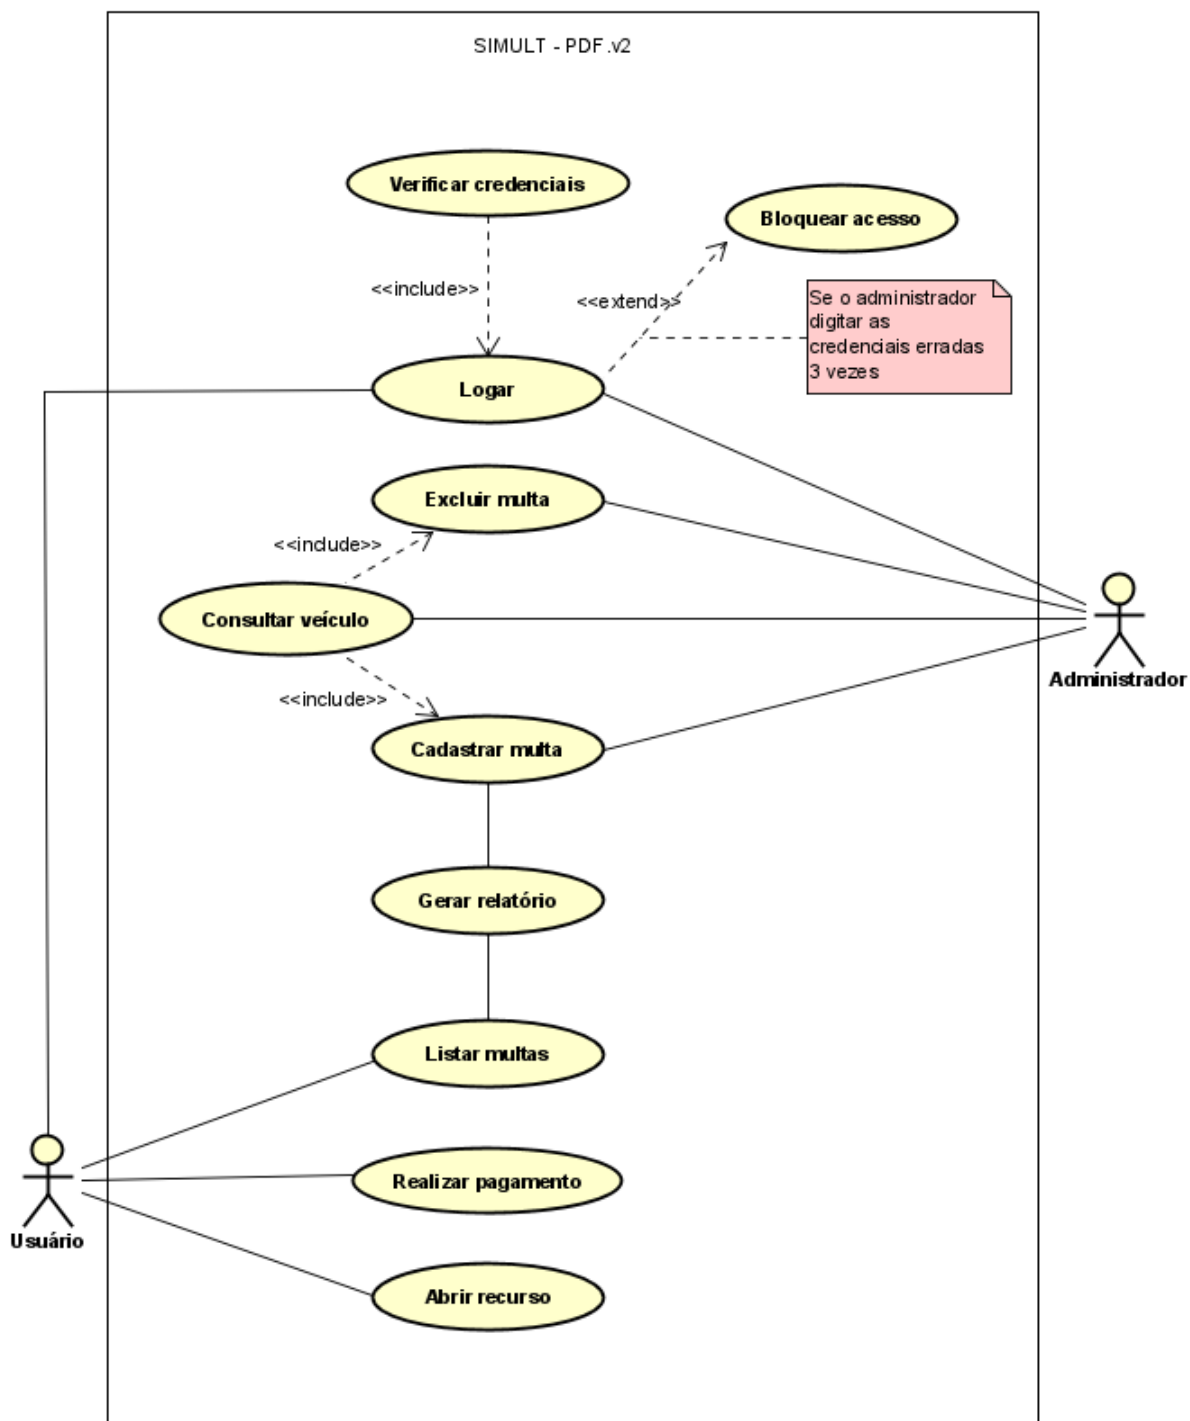 SIMULT - PDF.v2
Verificar credenciais
Bloquear acesso
<<include>>
<<extend>>
Se o administrador
digitar as
credenciais erradas
3 vezes
Logar
Excluir multa
<<include>>
Consultar veículo
Administrador
<<include>>
Cadastrar multa
Gerar relatório
Listar multas
Realizar pagamento
Usuário
Abrir recurso